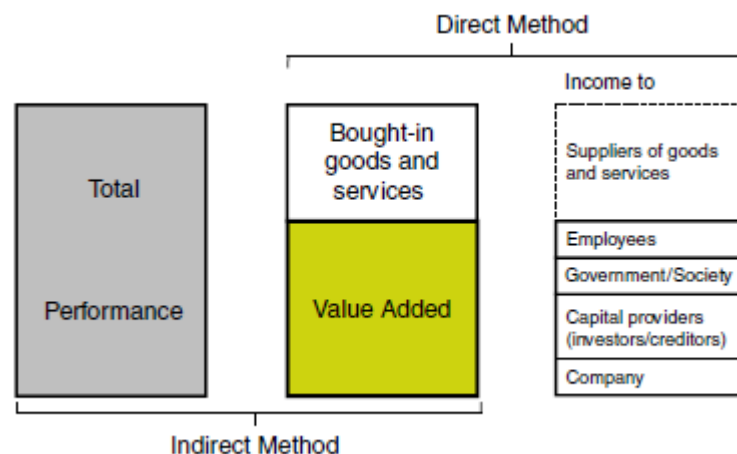 Direct Method
Income to
Total
Performance
Bought-in
goods and
services
Value Added
Suppliers of goods
and services
Employees
Government/Society
Capital providers
(investors/creditors)
Company
Indirect Method